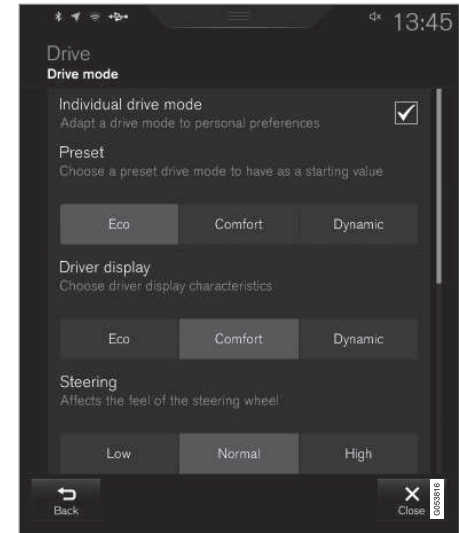 13:45
Drive
Drive mode
Individual drive mode
Adapt a drive mode to personal preferences
Preset
Choose a preset drive mode to have as a starting value
Eco Comfort Dynamic
Driver display
Choose driver display characteristics
Eco Comfort Dynamic
Steering
Affects the feel of the steering wheel
Low Normal High
Back Close
G053816